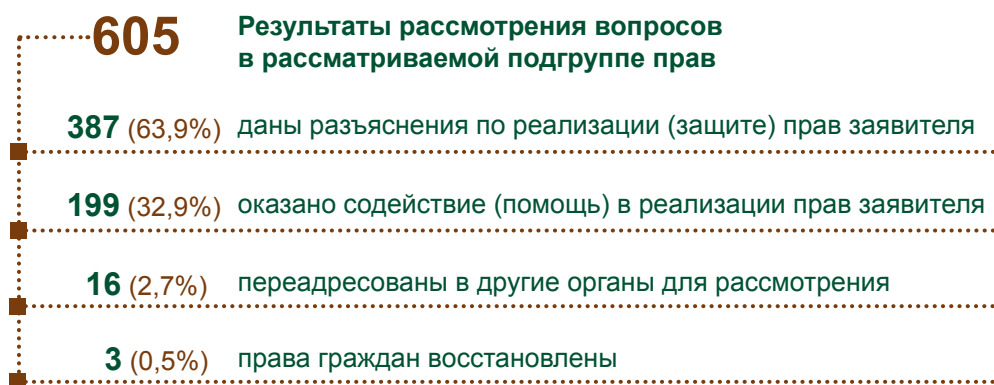 605 Результаты рассмотрения вопросов
в рассматриваемой подгруппе прав
387 (63,9%) даны разъяснения по реализации (защите) прав заявителя
199 (32,9%) оказано содействие (помощь) в реализации прав заявителя
16 (2,7%) переадресованы в другие органы для рассмотрения
3 (0,5%) права граждан восстановлены